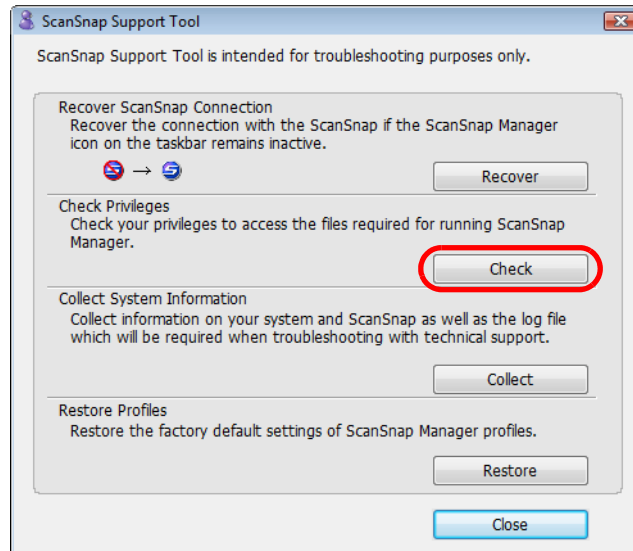 ScanSnap Support Tool
ScanSnap Support Tool is intended for troubleshooting purposes only.
Recover ScanSnap Connection
Recover the connection with the ScanSnap if the ScanSnap Manager
icon on the taskbar remains inactive.
Recover
Check Privileges
Check your privileges to access the files required for running ScanSnap
Manager.
Check
Collect System Information
Collect information on your system and ScanSnap as well as the log file
which will be required when troubleshooting with technical support.
Collect
Restore Profiles
Restore the factory default settings of ScanSnap Manager profiles.
Restore
Close